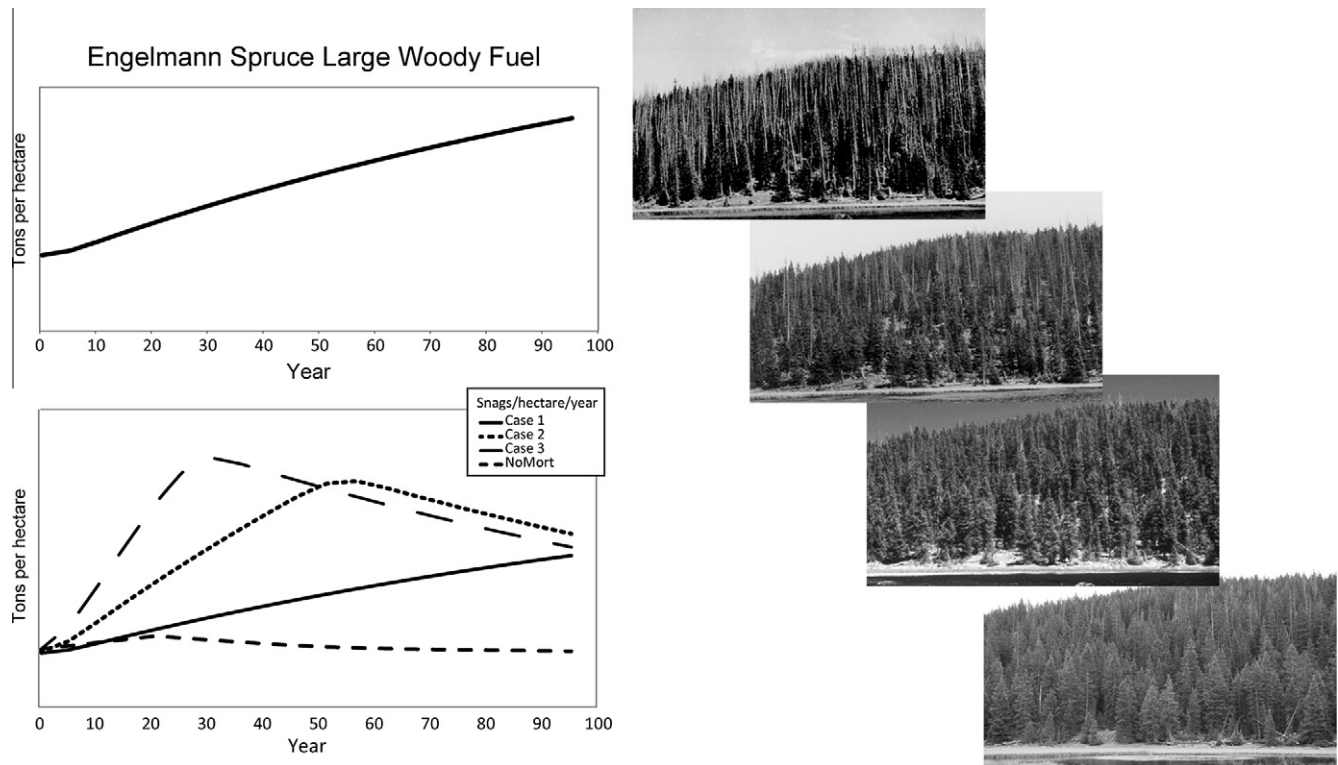 Engelmann Spruce Large Woody Fuel
Tons per hectare
0 10 20 30 40 50 60 70 80 90 100
Year
Snags/hectare/year
Case 1
Case 2
Case 3
NoMort
Tons per hectare
0 10 20 30 40 50 60 70 80 90 100
Year